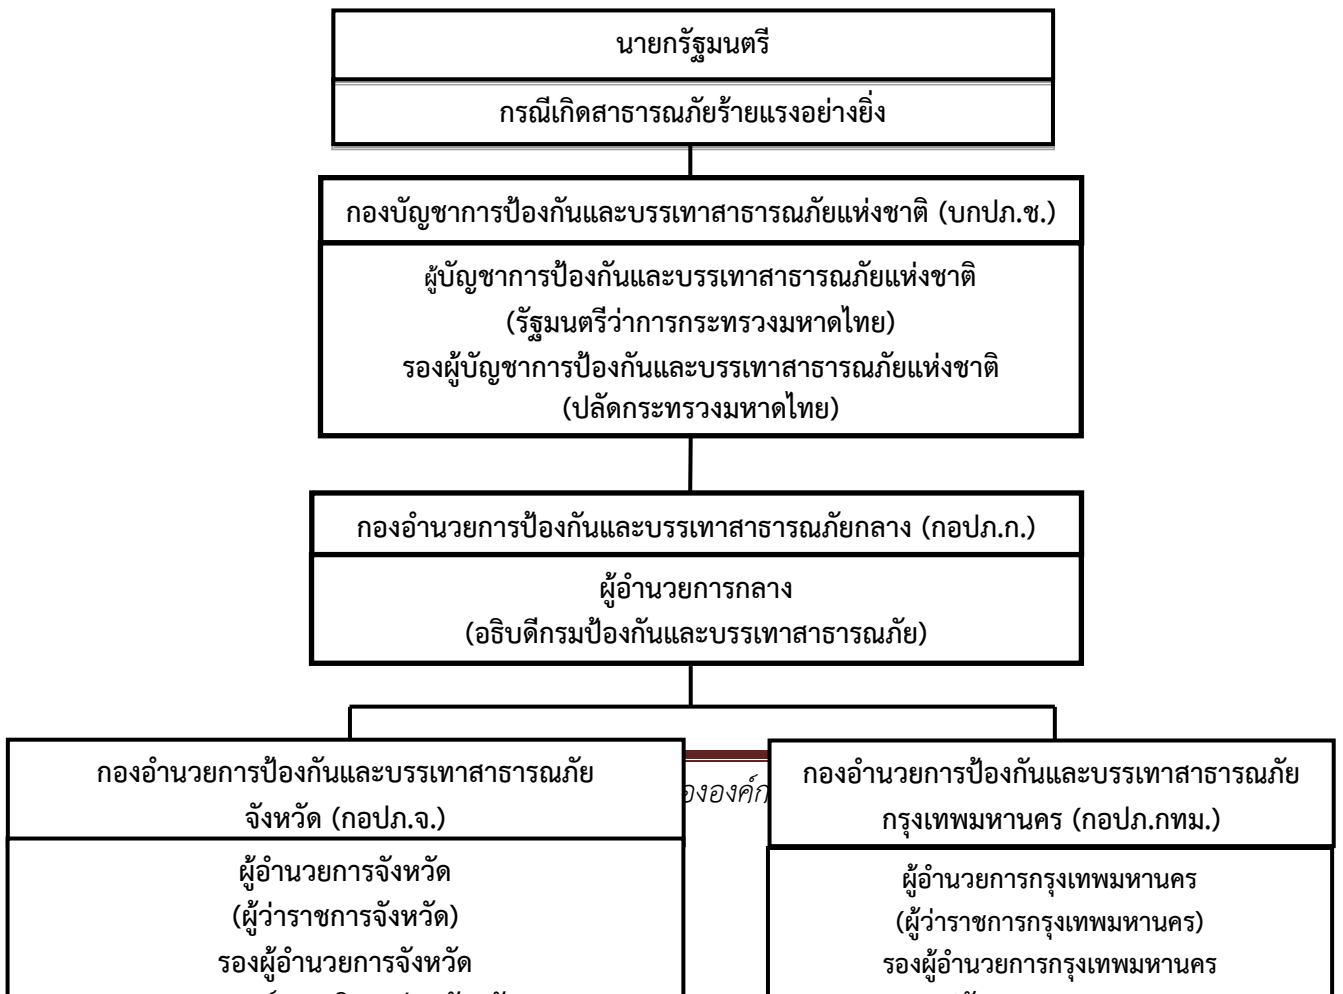 นายกรัฐมนตรี
กรณีเกิดสาธารณภัยร้ายแรงอย่างยิ่ง
กองบัญชาการป้องกันและบรรเทาสาธารณภัยแห่งชาติ (บกปภ.ช.)
ผู้บัญชาการป้องกันและบรรเทาสาธารณภัยแห่งชาติ
(รัฐมนตรีว่าการกระทรวงมหาดไทย)
รองผู้บัญชาการป้องกันและบรรเทาสาธารณภัยแห่งชาติ
(ปลัดกระทรวงมหาดไทย)
กองอำนวยการป้องกันและบรรเทาสาธารณภัยกลาง (กอปภ.ก.)
ผู้อำนวยการกลาง
(อธิบดีกรมป้องกันและบรรเทาสาธารณภัย)
กองอำนวยการป้องกันและบรรเทาสาธารณภัย
จังหวัด (กอปภ.จ.)
ผู้อำนวยการจังหวัด
(ผู้ว่าราชการจังหวัด)
รองผู้อำนวยการจังหวัด
กองอำนวยการป้องกันและบรรเทาสาธารณภัย
กรุงเทพมหานคร (กอปภ.กทม.)
ผู้อำนวยการกรุงเทพมหานคร
(ผู้ว่าราชการกรุงเทพมหานคร)
รองผู้อำนวยการกรุงเทพมหานคร